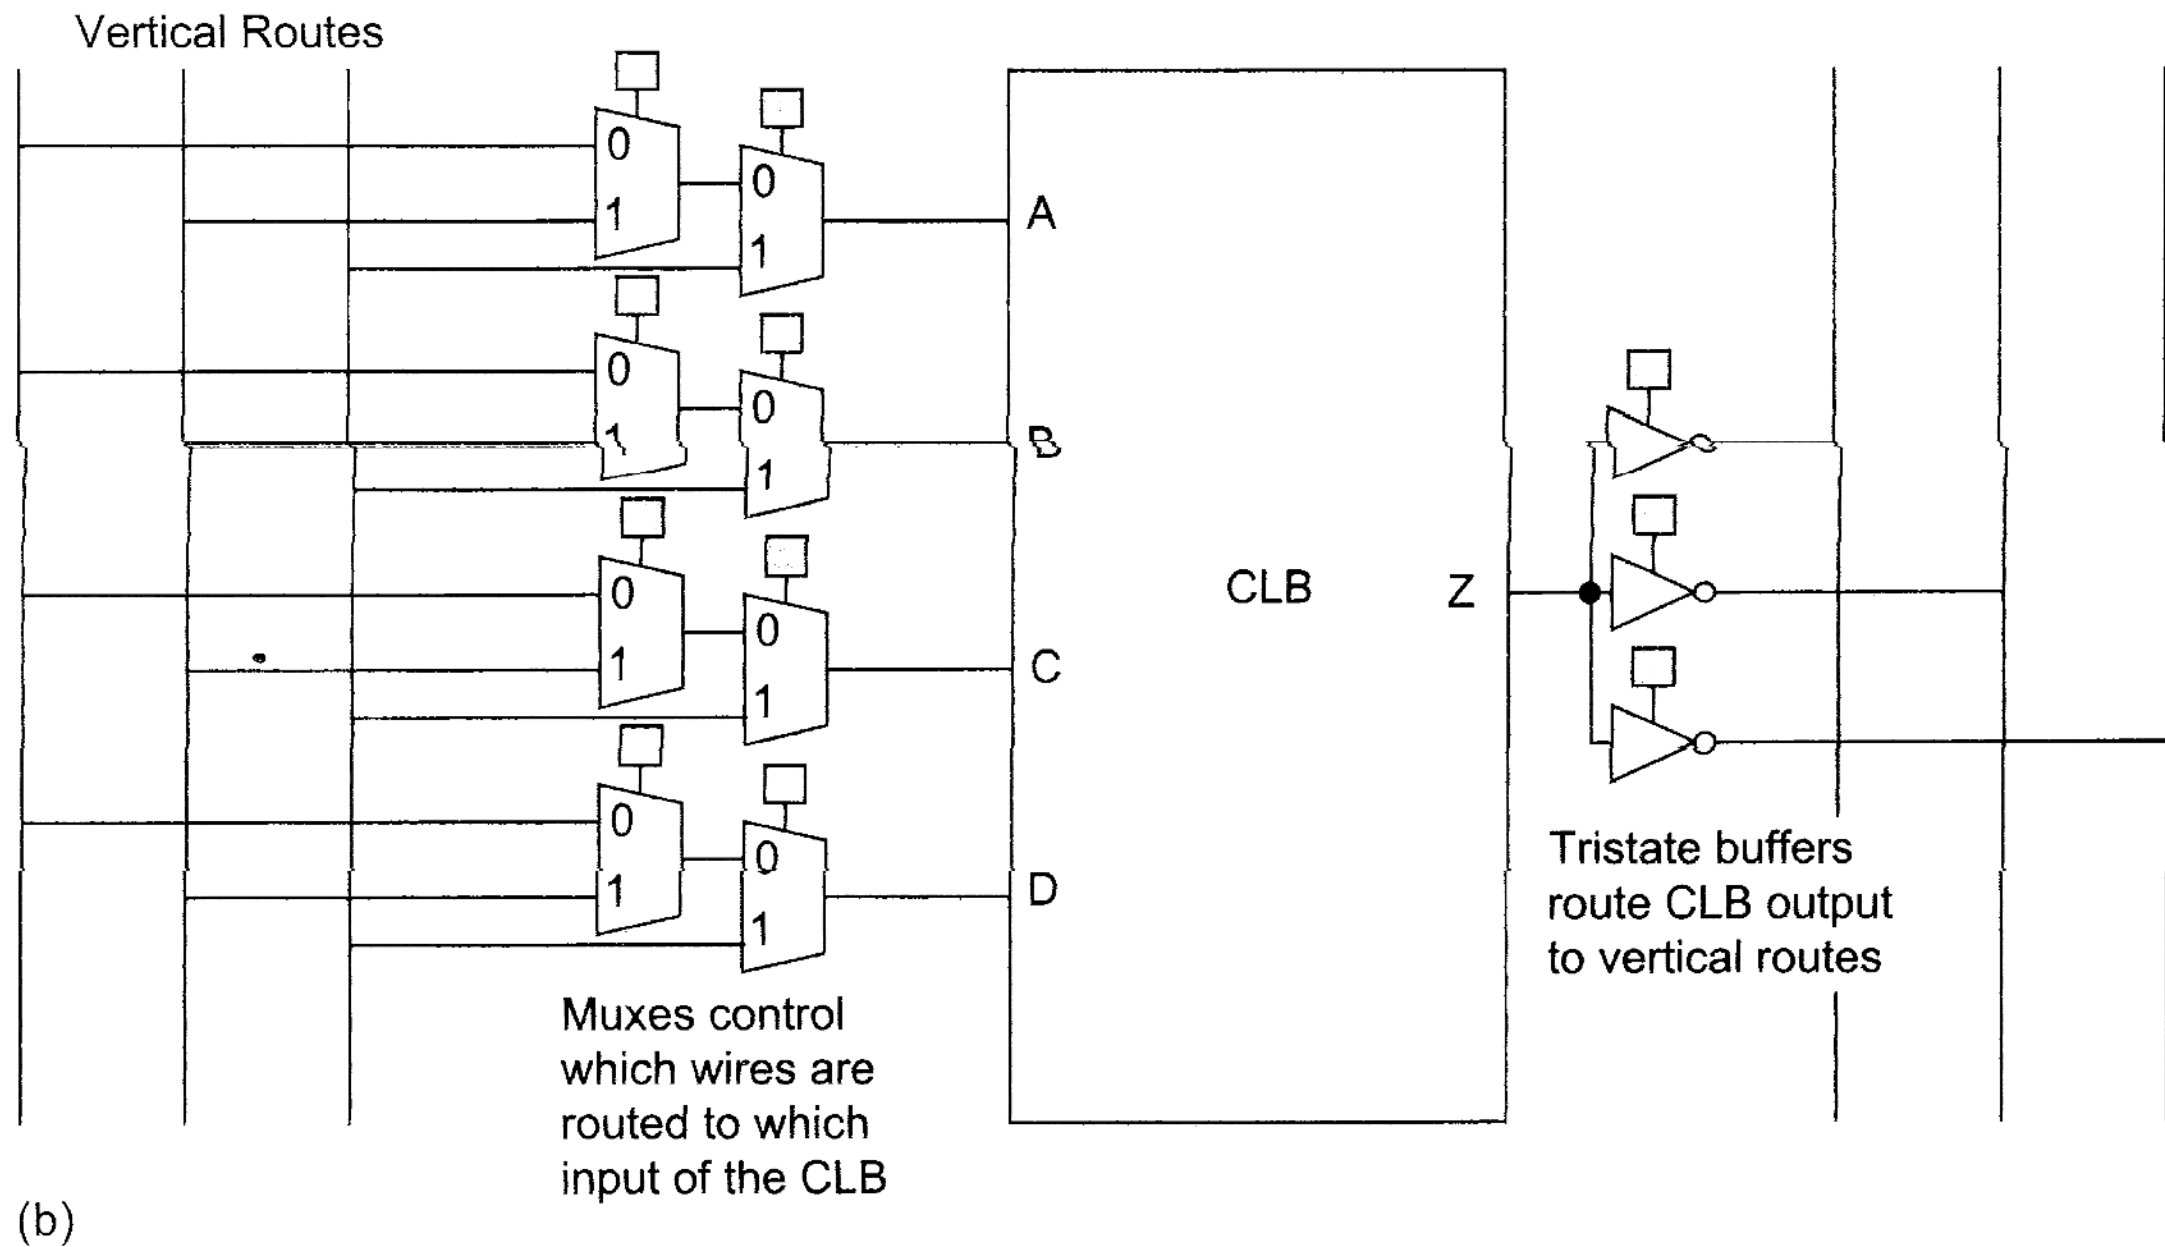 Vertical Routes
0
0
1
A
1
0
0
1
B
1
0
CLB
Z
0
1
C
1
0
Tristate buffers
0
route CLB output
1
D
1
to vertical routes
Muxes control
which wires are
routed to which
input of the CLB
(b)